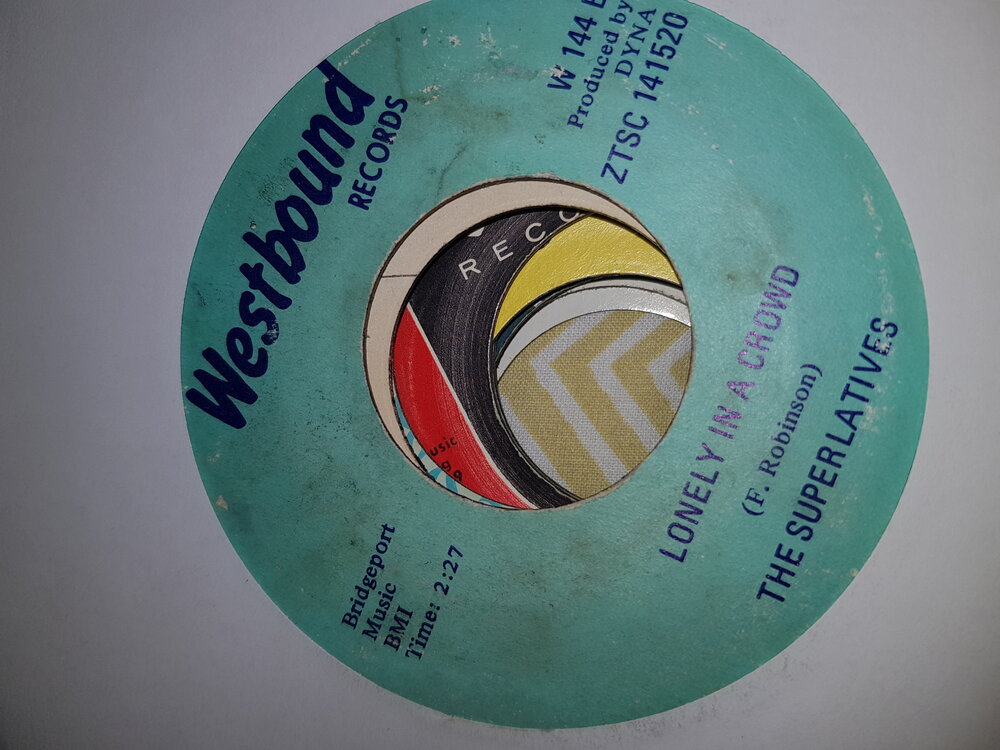 Westbound
RECORDS
W 144 B
Produced by
DYNA
ZTSC 141520
RECO
usic
Bridgeport
Music
BMI
Time: 2:27
LONELY IN A CROWD
(F. Robinson)
THE SUPERLATIVES